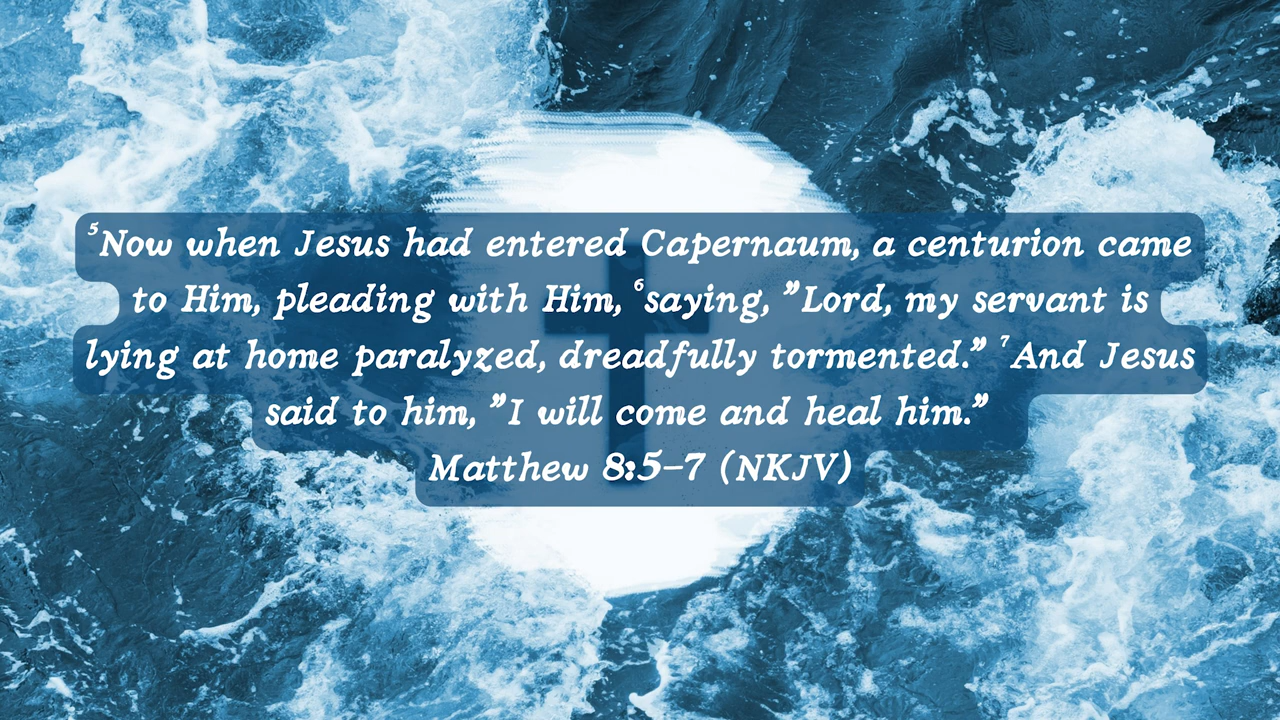 ⁵Now when Jesus had entered Capernaum, a centurion came
to Him, pleading with Him, ⁶saying, ”Lord, my servant is
lying at home paralyzed, dreadfully tormented.” ⁷And Jesus
said to him, ”I will come and heal him.”
Matthew 8:5–7 (NKJV)